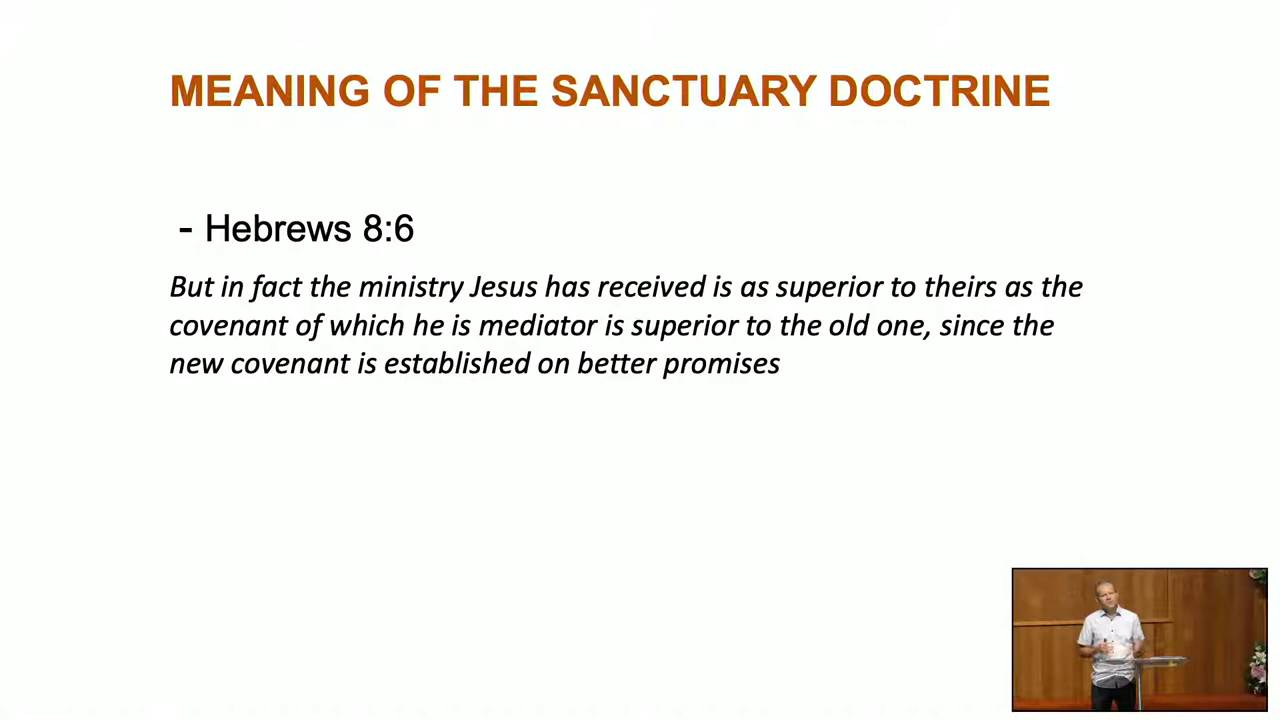 MEANING OF THE SANCTUARY DOCTRINE
- Hebrews 8:6
But in fact the ministry Jesus has received is as superior to theirs as the
covenant of which he is mediator is superior to the old one, since the
new covenant is established on better promises